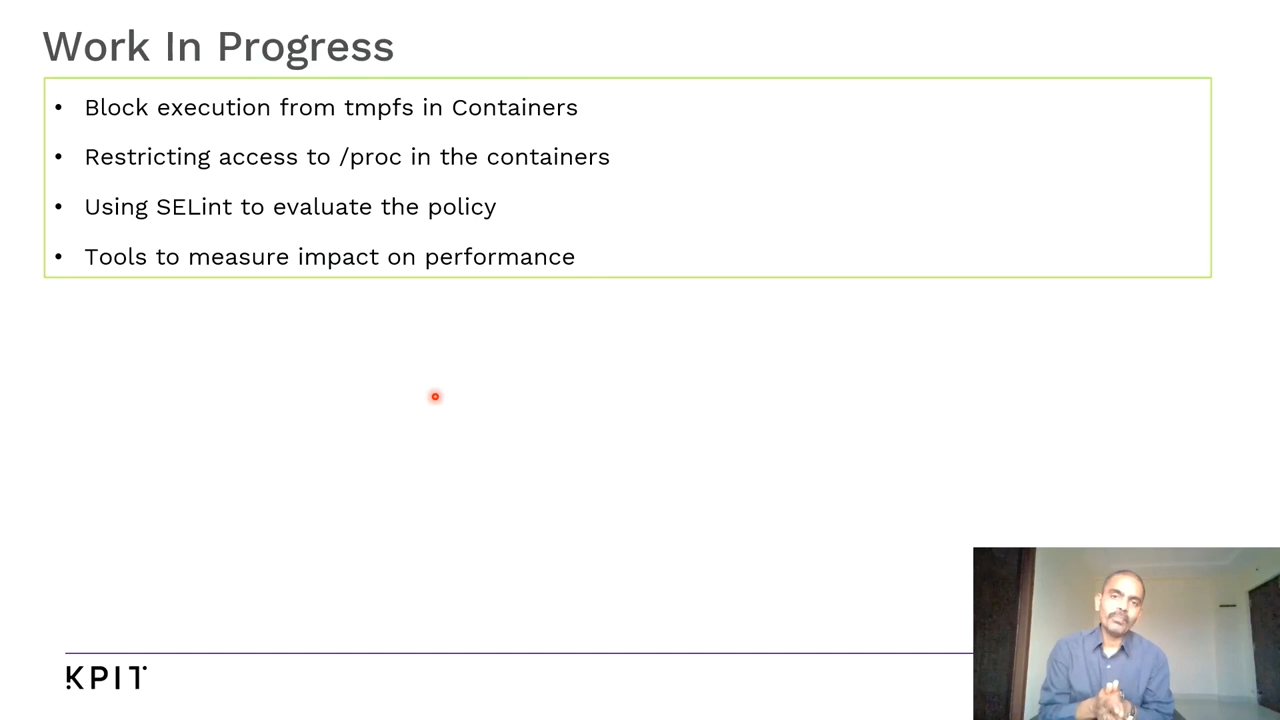 Work In Progress
• Block execution from tmpfs in Containers
• Restricting access to /proc in the containers
• Using SELint to evaluate the policy
• Tools to measure impact on performance
KPIT